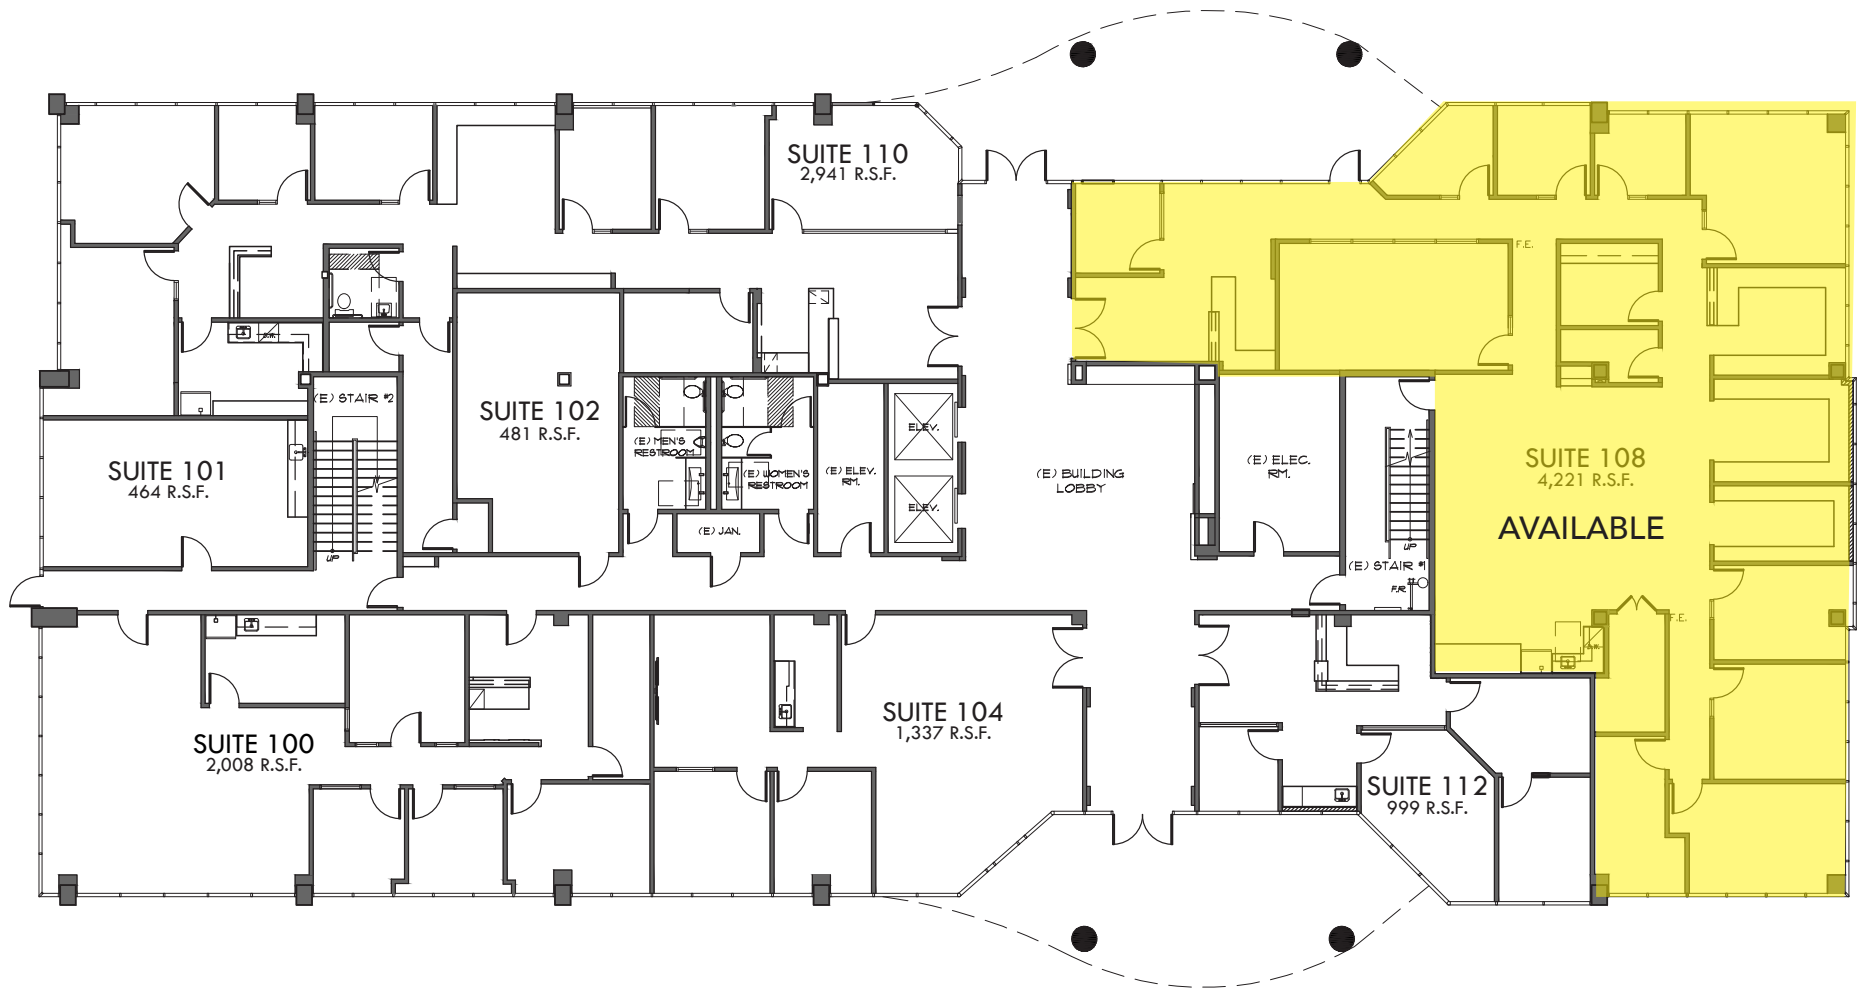 SUITE 110
2,941 R.S.F.
F.E.
D.W.
(E) STAIR #2
SUITE 102
481 R.S.F.
ELEV.
(E) MEN'S
RESTROOM
SUITE 101
464 R.S.F.
(E) WOMEN'S
RESTROOM
(E) ELEV.
RM.
(E) BUILDING
LOBBY
(E) ELEC.
RM.
SUITE 108
4,221 R.S.F.
AVAILABLE
ELEV.
(E) JAN.
UP
UP
(E) STAIR #1
F.R.
F.E.
D.W.
SUITE 100
2,008 R.S.F.
SUITE 104
1,337 R.S.F.
SUITE 112
999 R.S.F.